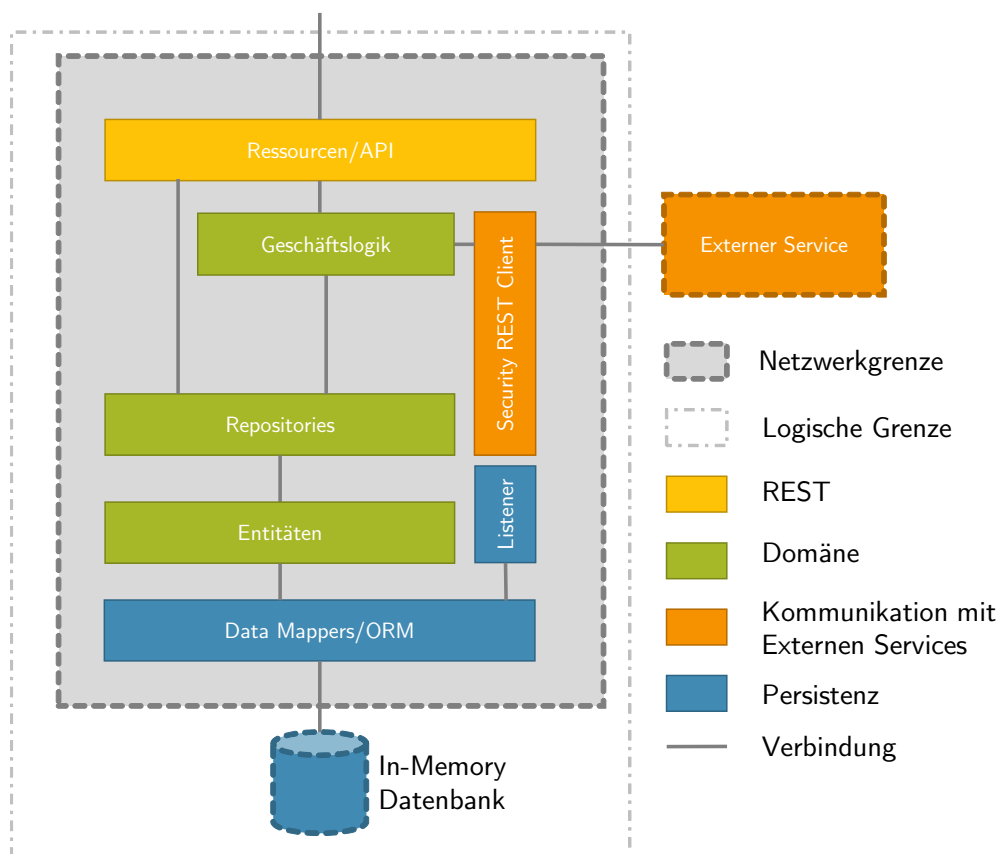 Ressourcen/API
Geschäftslogik
Security REST Client
Externer Service
Repositories
Listener
Entitäten
Data Mappers/ORM
In-Memory
Datenbank
Netzwerkgrenze
Logische Grenze
REST
Domäne
Kommunikation mit
Externen Services
Persistenz
Verbindung